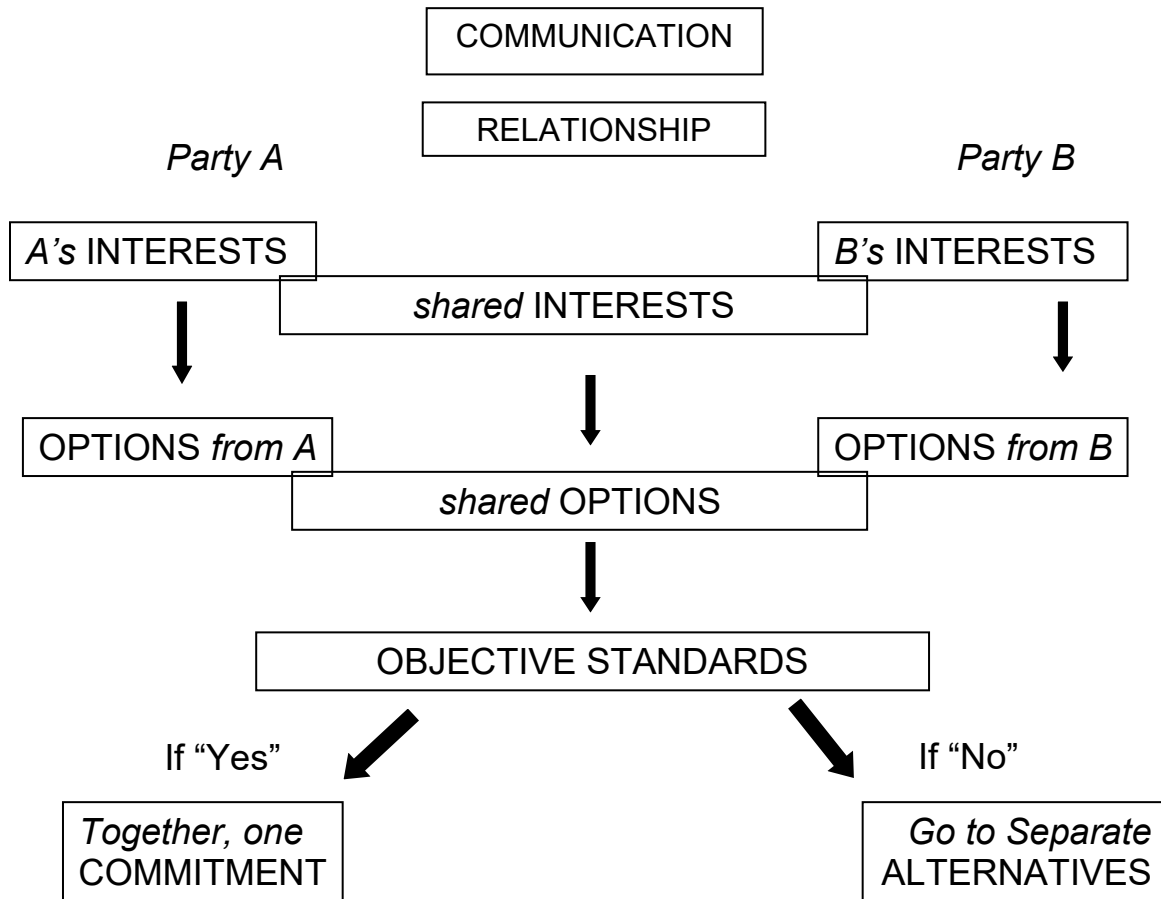 COMMUNICATION
RELATIONSHIP
Party A
Party B
A’s INTERESTS
B’s INTERESTS
shared INTERESTS
OPTIONS from A
OPTIONS from B
shared OPTIONS
OBJECTIVE STANDARDS
If “Yes”
If “No”
Together, one
COMMITMENT
Go to Separate
ALTERNATIVES